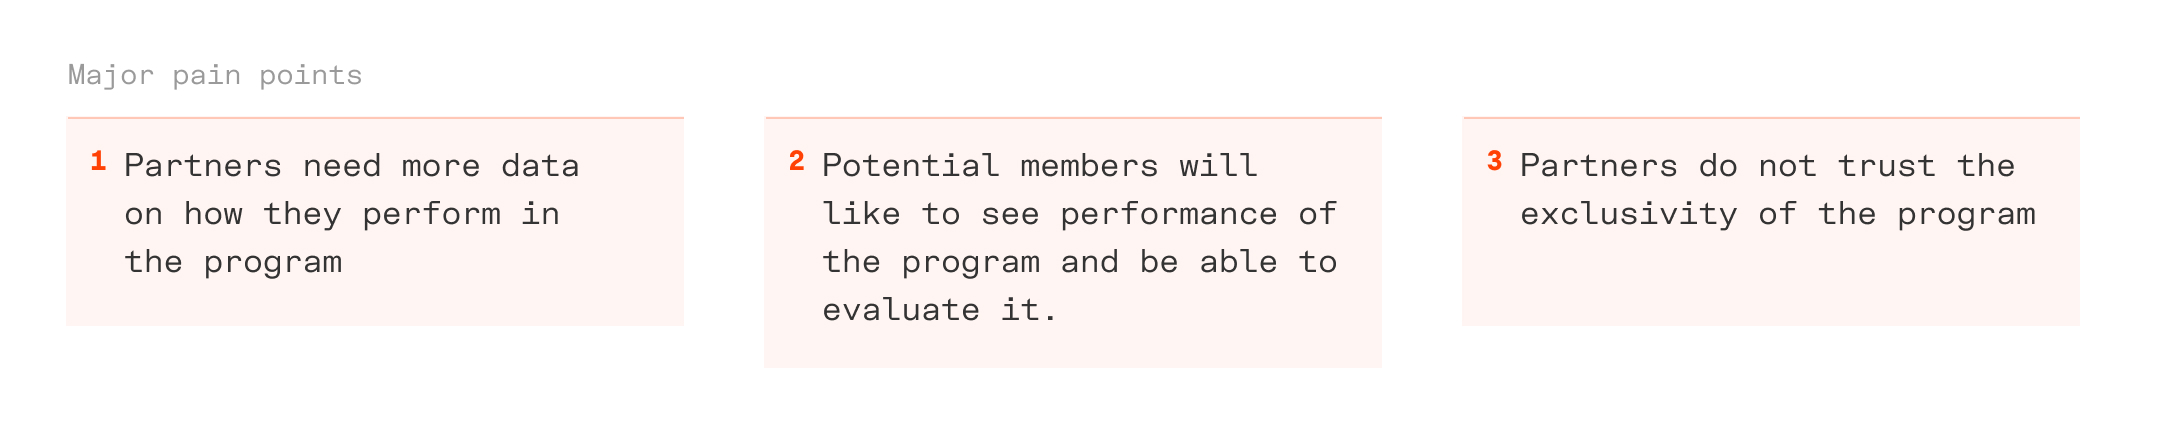 Major pain points
1 Partners need more data
on how they perform in
the program
2 Potential members will
like to see performance of
the program and be able to
evaluate it.
3 Partners do not trust the
exclusivity of the program